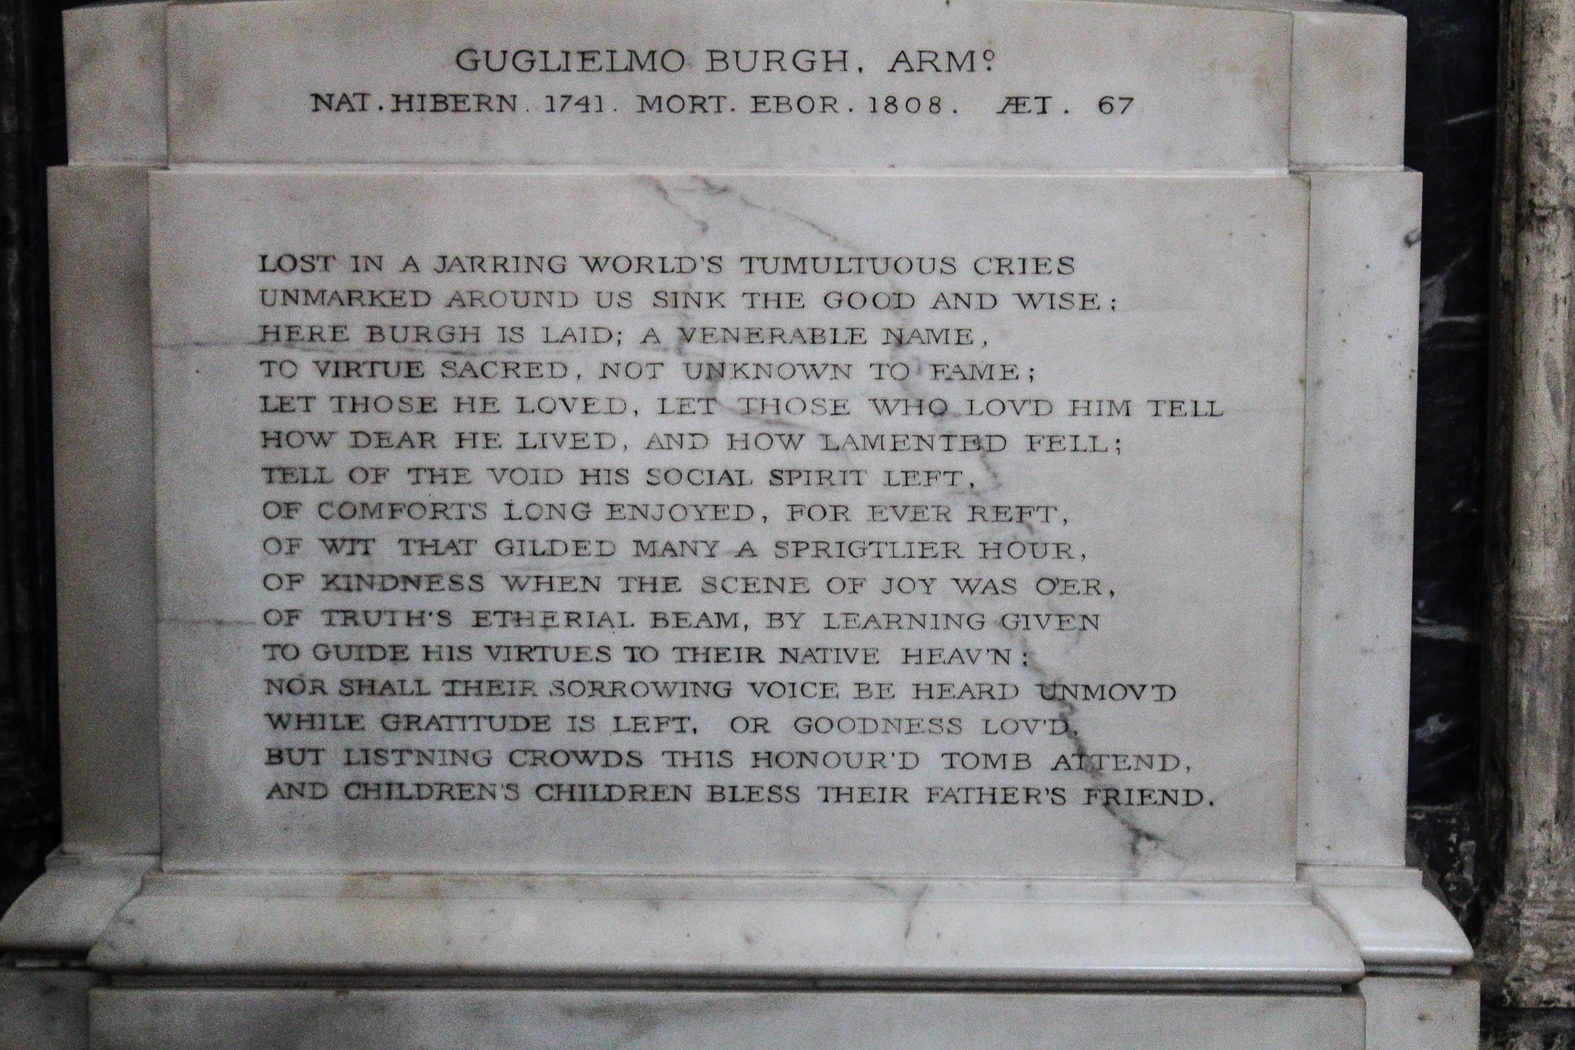 GUGLIELMO BURGH, ARMº
NAT. HIBERN. 1741. MORT. EBOR. 1808. ÆT. 67
LOST IN A JARRING WORLD'S TUMULTUOUS CRIES
UNMARKED AROUND US SINK THE GOOD AND WISE;
HERE BURGH IS LAID; A VENERABLE NAME,
TO VIRTUE SACRED, NOT UNKNOWN TO FAME;
LET THOSE HE LOVED, LET THOSE WHO LOV'D HIM TELL
HOW DEAR HE LIVED, AND HOW LAMENTED FELL;
TELL OF THE VOID HIS SOCIAL SPIRIT LEFT,
OF COMFORTS LONG ENJOYED, FOR EVER REFT,
OF WIT THAT GILDED MANY A SPRIGTLIER HOUR,
OF KINDNESS WHEN THE SCENE OF JOY WAS O'ER,
OF TRUTH'S ETHERIAL BEAM, BY LEARNING GIVEN
TO GUIDE HIS VIRTUES TO THEIR NATIVE HEAV'N;
NOR SHALL THEIR SORROWING VOICE BE HEARD UNMOV'D
WHILE GRATITUDE IS LEFT, OR GOODNESS LOV'D,
BUT LIST'NING CROWDS THIS HONOUR'D TOMB ATTEND,
AND CHILDREN'S CHILDREN BLESS THEIR FATHER'S FRIEND.